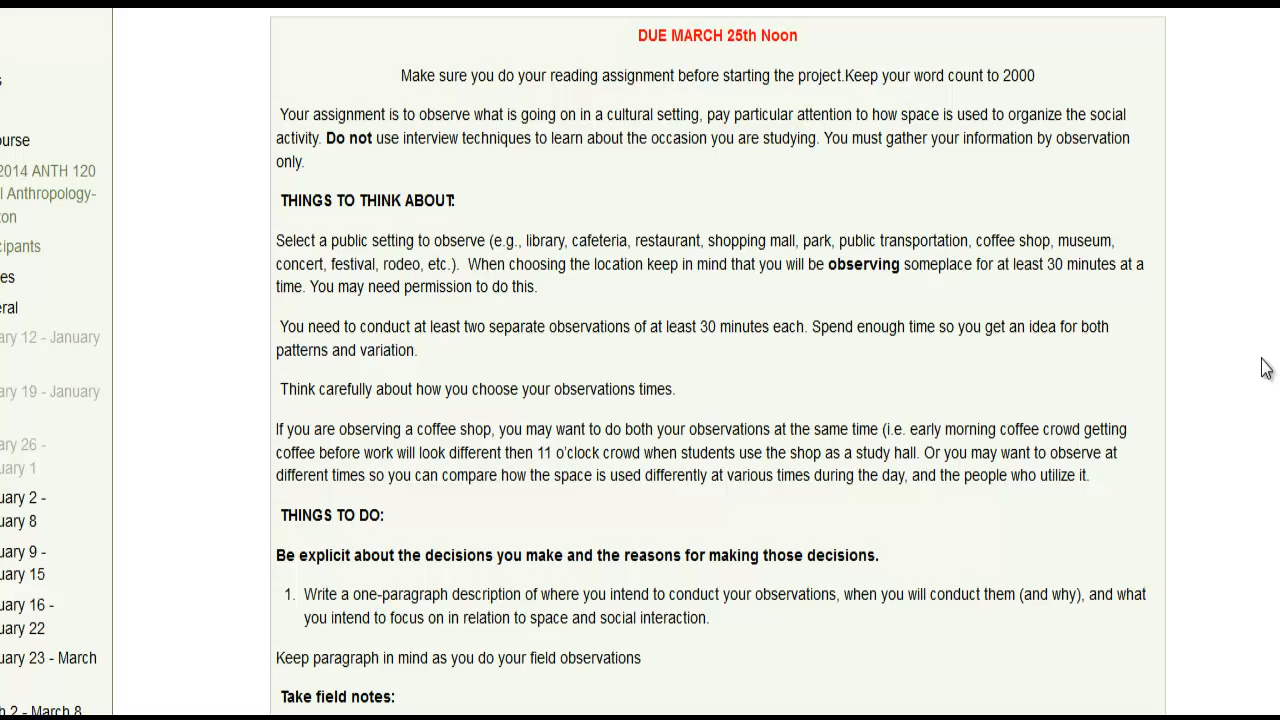 DUE MARCH 25th Noon
Make sure you do your reading assignment before starting the project.Keep your word count to 2000
Your assignment is to observe what is going on in a cultural setting, pay particular attention to how space is used to organize the social
activity. Do not use interview techniques to learn about the occasion you are studying. You must gather your information by observation
only.
THINGS TO THINK ABOUT:
Select a public setting to observe (e.g., library, cafeteria, restaurant, shopping mall, park, public transportation, coffee shop, museum,
concert, festival, rodeo, etc.). When choosing the location keep in mind that you will be observing someplace for at least 30 minutes at a
time. You may need permission to do this.
You need to conduct at least two separate observations of at least 30 minutes each. Spend enough time so you get an idea for both
patterns and variation.
Think carefully about how you choose your observations times.
If you are observing a coffee shop, you may want to do both your observations at the same time (i.e. early morning coffee crowd getting
coffee before work will look different then 11 o'clock crowd when students use the shop as a study hall. Or you may want to observe at
different times so you can compare how the space is used differently at various times during the day, and the people who utilize it.
THINGS TO DO:
Be explicit about the decisions you make and the reasons for making those decisions.
1. Write a one-paragraph description of where you intend to conduct your observations, when you will conduct them (and why), and what
you intend to focus on in relation to space and social interaction.
Keep paragraph in mind as you do your field observations
Take field notes:
s
ourse
2014 ANTH 120
l Anthropology-
ton
cipants
es
eral
ary 12 - January
ary 19 - January
ary 26 -
uary 1
uary 2 -
uary 8
uary 9 -
uary 15
uary 16 -
uary 22
uary 23 - March
h 2 - March 8